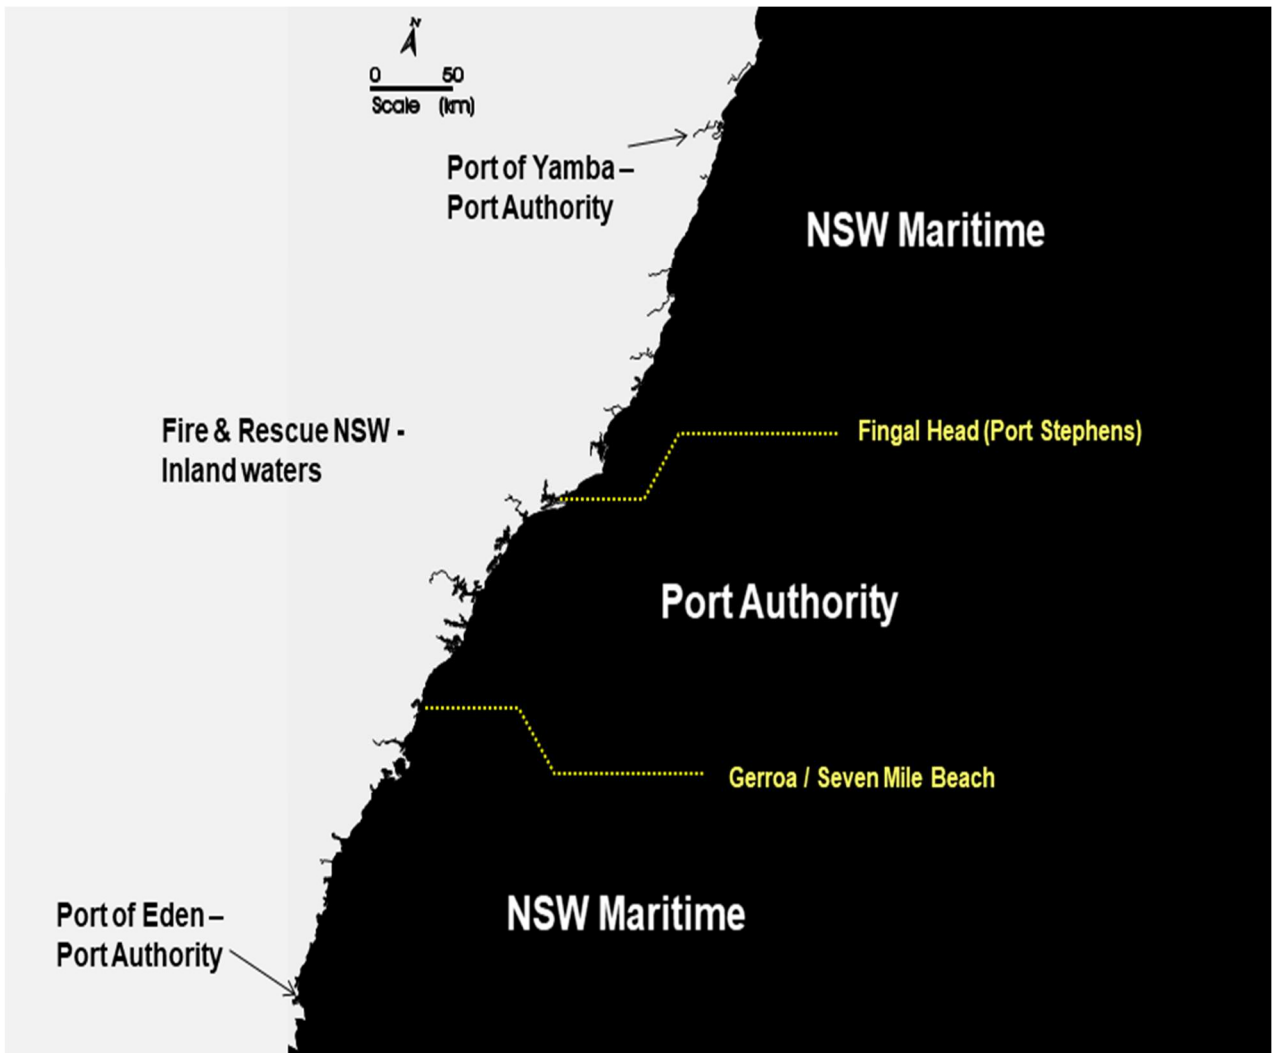 N
0 50
Scale (km)
Port of Yamba –
Port Authority
NSW Maritime
Fire & Rescue NSW -
Inland waters
Fingal Head (Port Stephens)
Port Authority
Gerroa / Seven Mile Beach
NSW Maritime
Port of Eden –
Port Authority